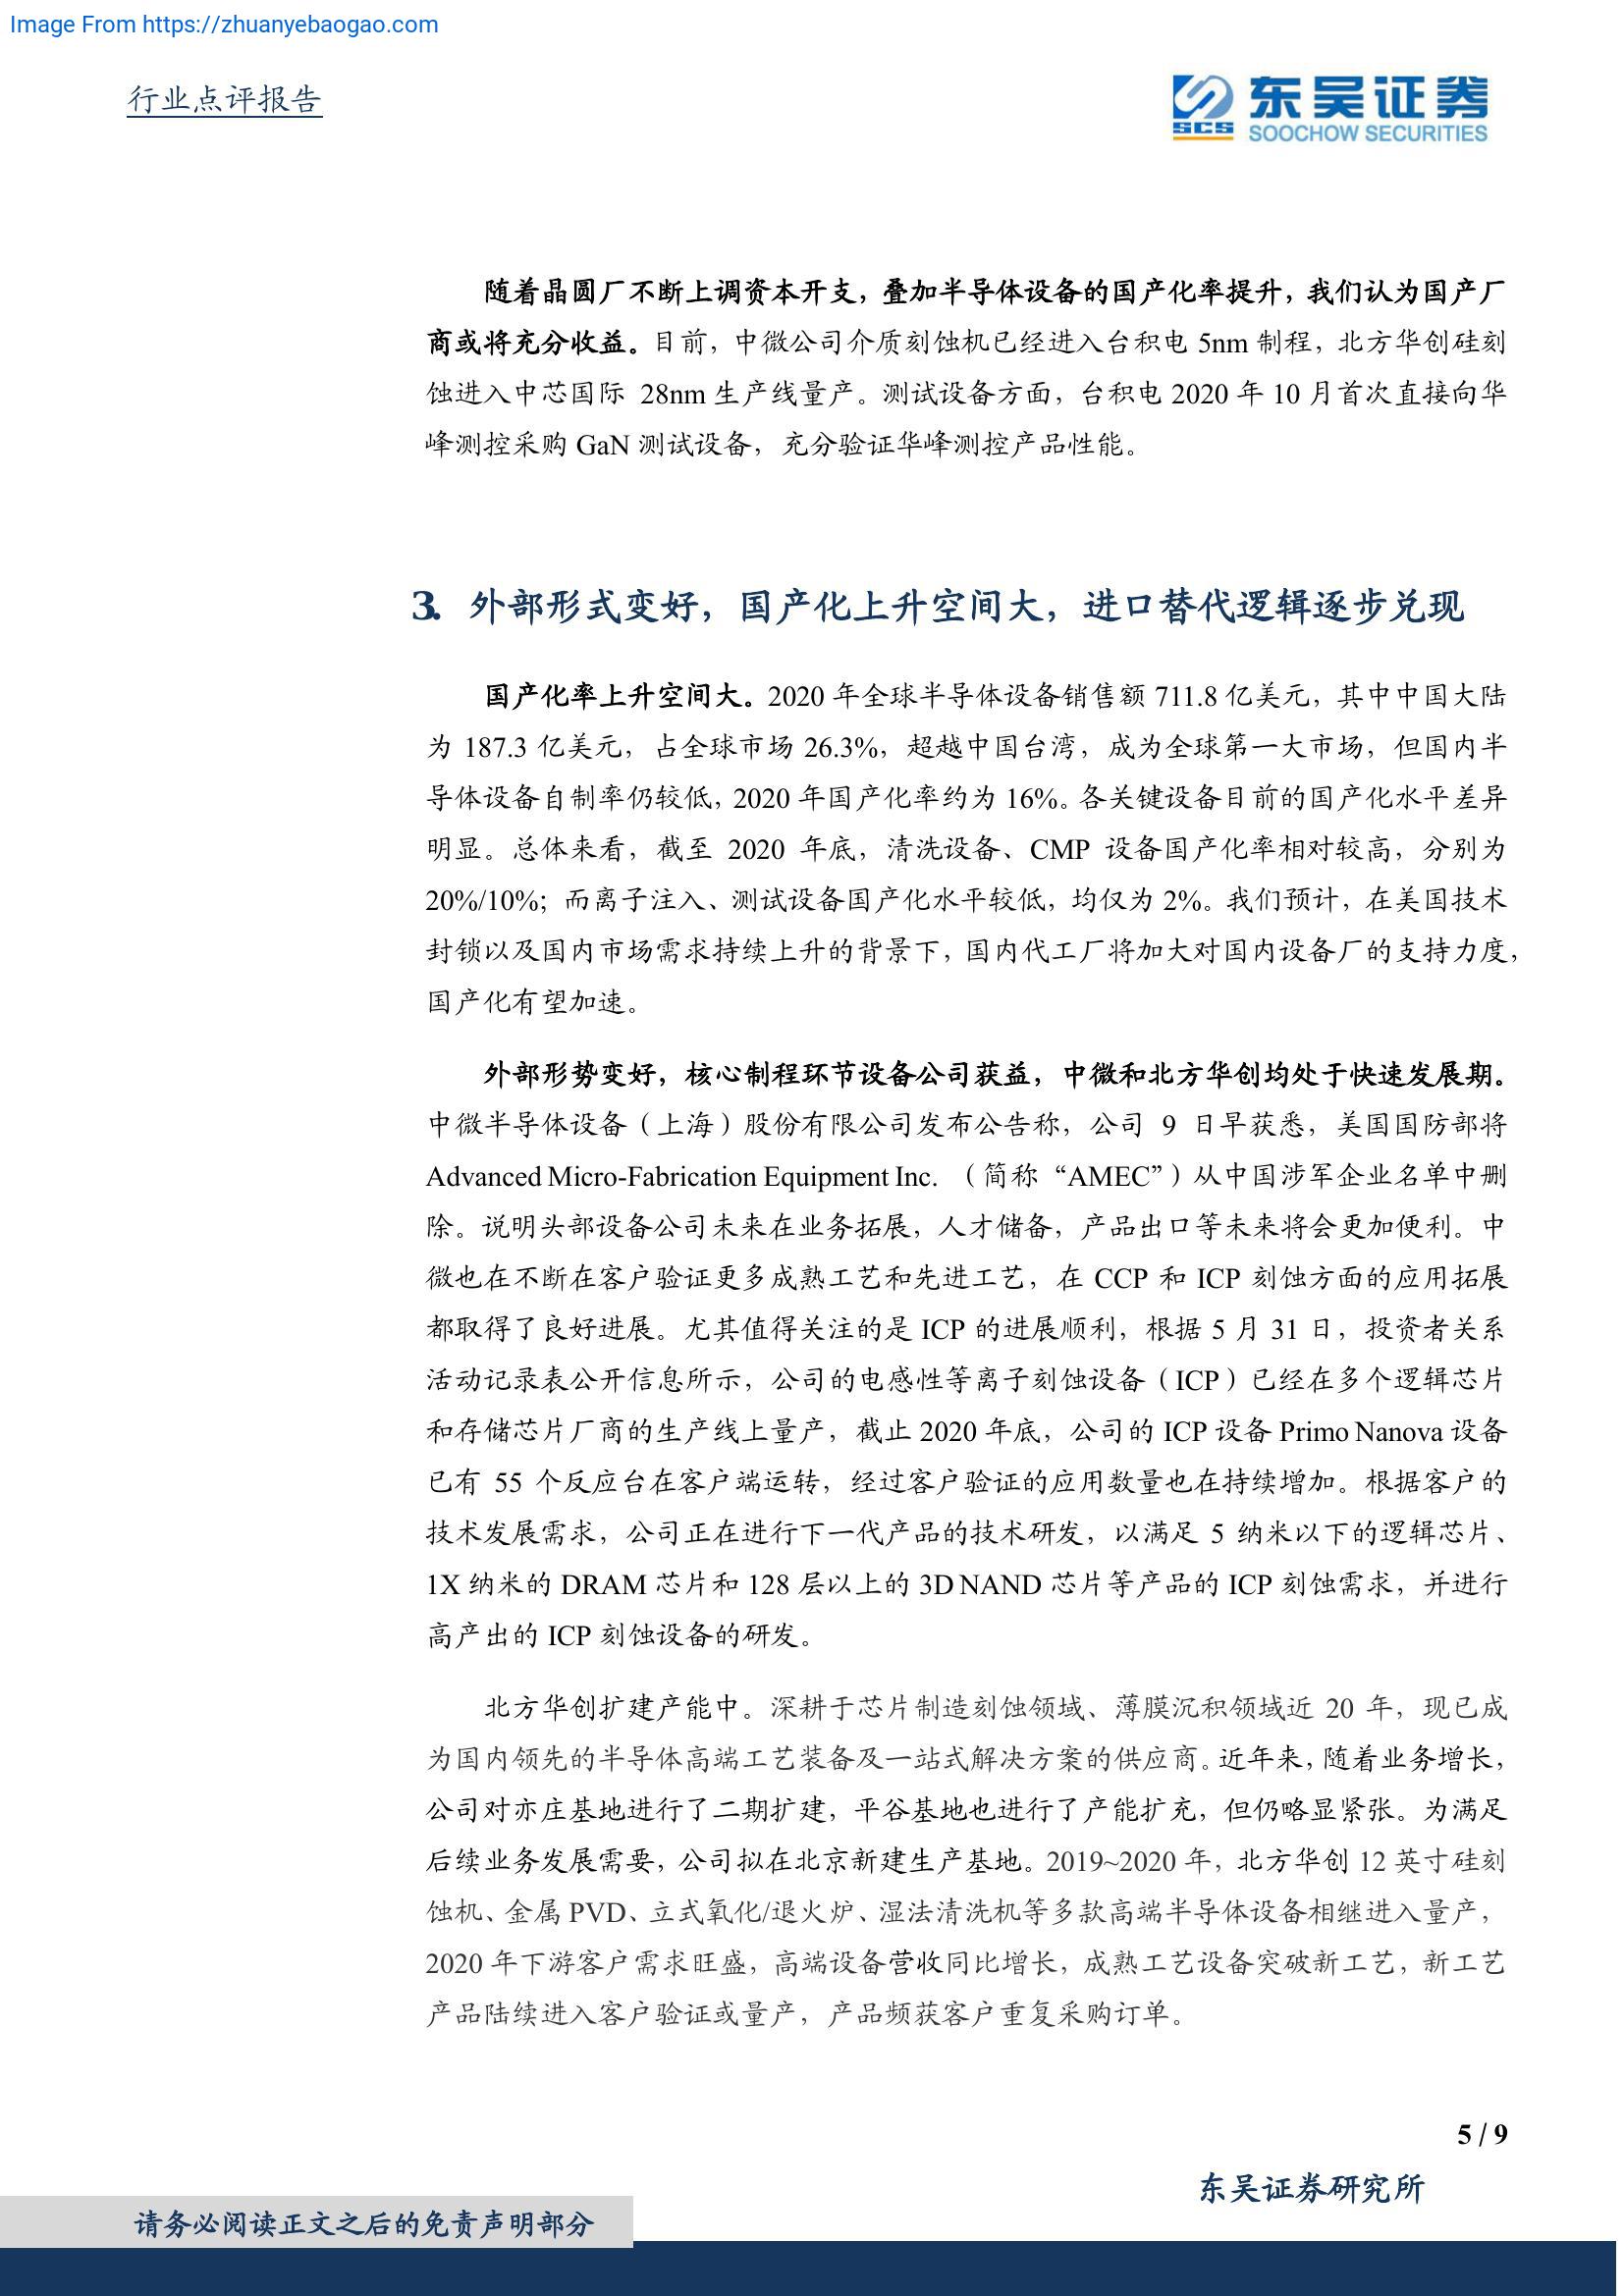 Image From https://zhuanyebaogao.com
行业点评报告
东吴证券
SCS
SOOCHOW SECURITIES
随着晶圆厂不断上调资本开支，叠加半导体设备的国产化率提升，我们认为国产厂
商或将充分收益。目前，中微公司介质刻蚀机已经进入台积电 5nm 制程，北方华创硅刻
蚀进入中芯国际 28nm 生产线量产。测试设备方面，台积电 2020 年 10 月首次直接向华
峰测控采购 GaN 测试设备，充分验证华峰测控产品性能。
3. 外部形式变好，国产化上升空间大，进口替代逻辑逐步兑现
国产化率上升空间大。2020 年全球半导体设备销售额 711.8 亿美元，其中中国大陆
为 187.3 亿美元，占全球市场 26.3%，超越中国台湾，成为全球第一大市场，但国内半
导体设备自制率仍较低，2020 年国产化率约为 16%。各关键设备目前的国产化水平差异
明显。总体来看，截至 2020 年底，清洗设备、CMP 设备国产化率相对较高，分别为
20%/10%；而离子注入、测试设备国产化水平较低，均仅为 2%。我们预计，在美国技术
封锁以及国内市场需求持续上升的背景下，国内代工厂将加大对国内设备厂的支持力度，
国产化有望加速。
外部形势变好，核心制程环节设备公司获益，中微和北方华创均处于快速发展期。
中微半导体设备（上海）股份有限公司发布公告称，公司 9 日早获悉，美国国防部将
Advanced Micro-Fabrication Equipment Inc. （简称“AMEC”）从中国涉军企业名单中删
除。说明头部设备公司未来在业务拓展，人才储备，产品出口等未来将会更加便利。中
微也在不断在客户验证更多成熟工艺和先进工艺，在 CCP 和 ICP 刻蚀方面的应用拓展
都取得了良好进展。尤其值得关注的是 ICP 的进展顺利，根据 5 月 31 日，投资者关系
活动记录表公开信息所示，公司的电感性等离子刻蚀设备（ICP）已经在多个逻辑芯片
和存储芯片厂商的生产线上量产，截止 2020 年底，公司的 ICP 设备 Primo Nanova 设备
已有 55 个反应台在客户端运转，经过客户验证的应用数量也在持续增加。根据客户的
技术发展需求，公司正在进行下一代产品的技术研发，以满足 5 纳米以下的逻辑芯片、
1X 纳米的 DRAM 芯片和 128 层以上的 3D NAND 芯片等产品的 ICP 刻蚀需求，并进行
高产出的 ICP 刻蚀设备的研发。
北方华创扩建产能中。深耕于芯片制造刻蚀领域、薄膜沉积领域近 20 年，现已成
为国内领先的半导体高端工艺装备及一站式解决方案的供应商。近年来，随着业务增长，
公司对亦庄基地进行了二期扩建，平谷基地也进行了产能扩充，但仍略显紧张。为满足
后续业务发展需要，公司拟在北京新建生产基地。2019~2020 年，北方华创 12 英寸硅刻
蚀机、金属 PVD、立式氧化/退火炉、湿法清洗机等多款高端半导体设备相继进入量产，
2020 年下游客户需求旺盛，高端设备营收同比增长，成熟工艺设备突破新工艺，新工艺
产品陆续进入客户验证或量产，产品频获客户重复采购订单。
5 / 9
东吴证券研究所
请务必阅读正文之后的免责声明部分